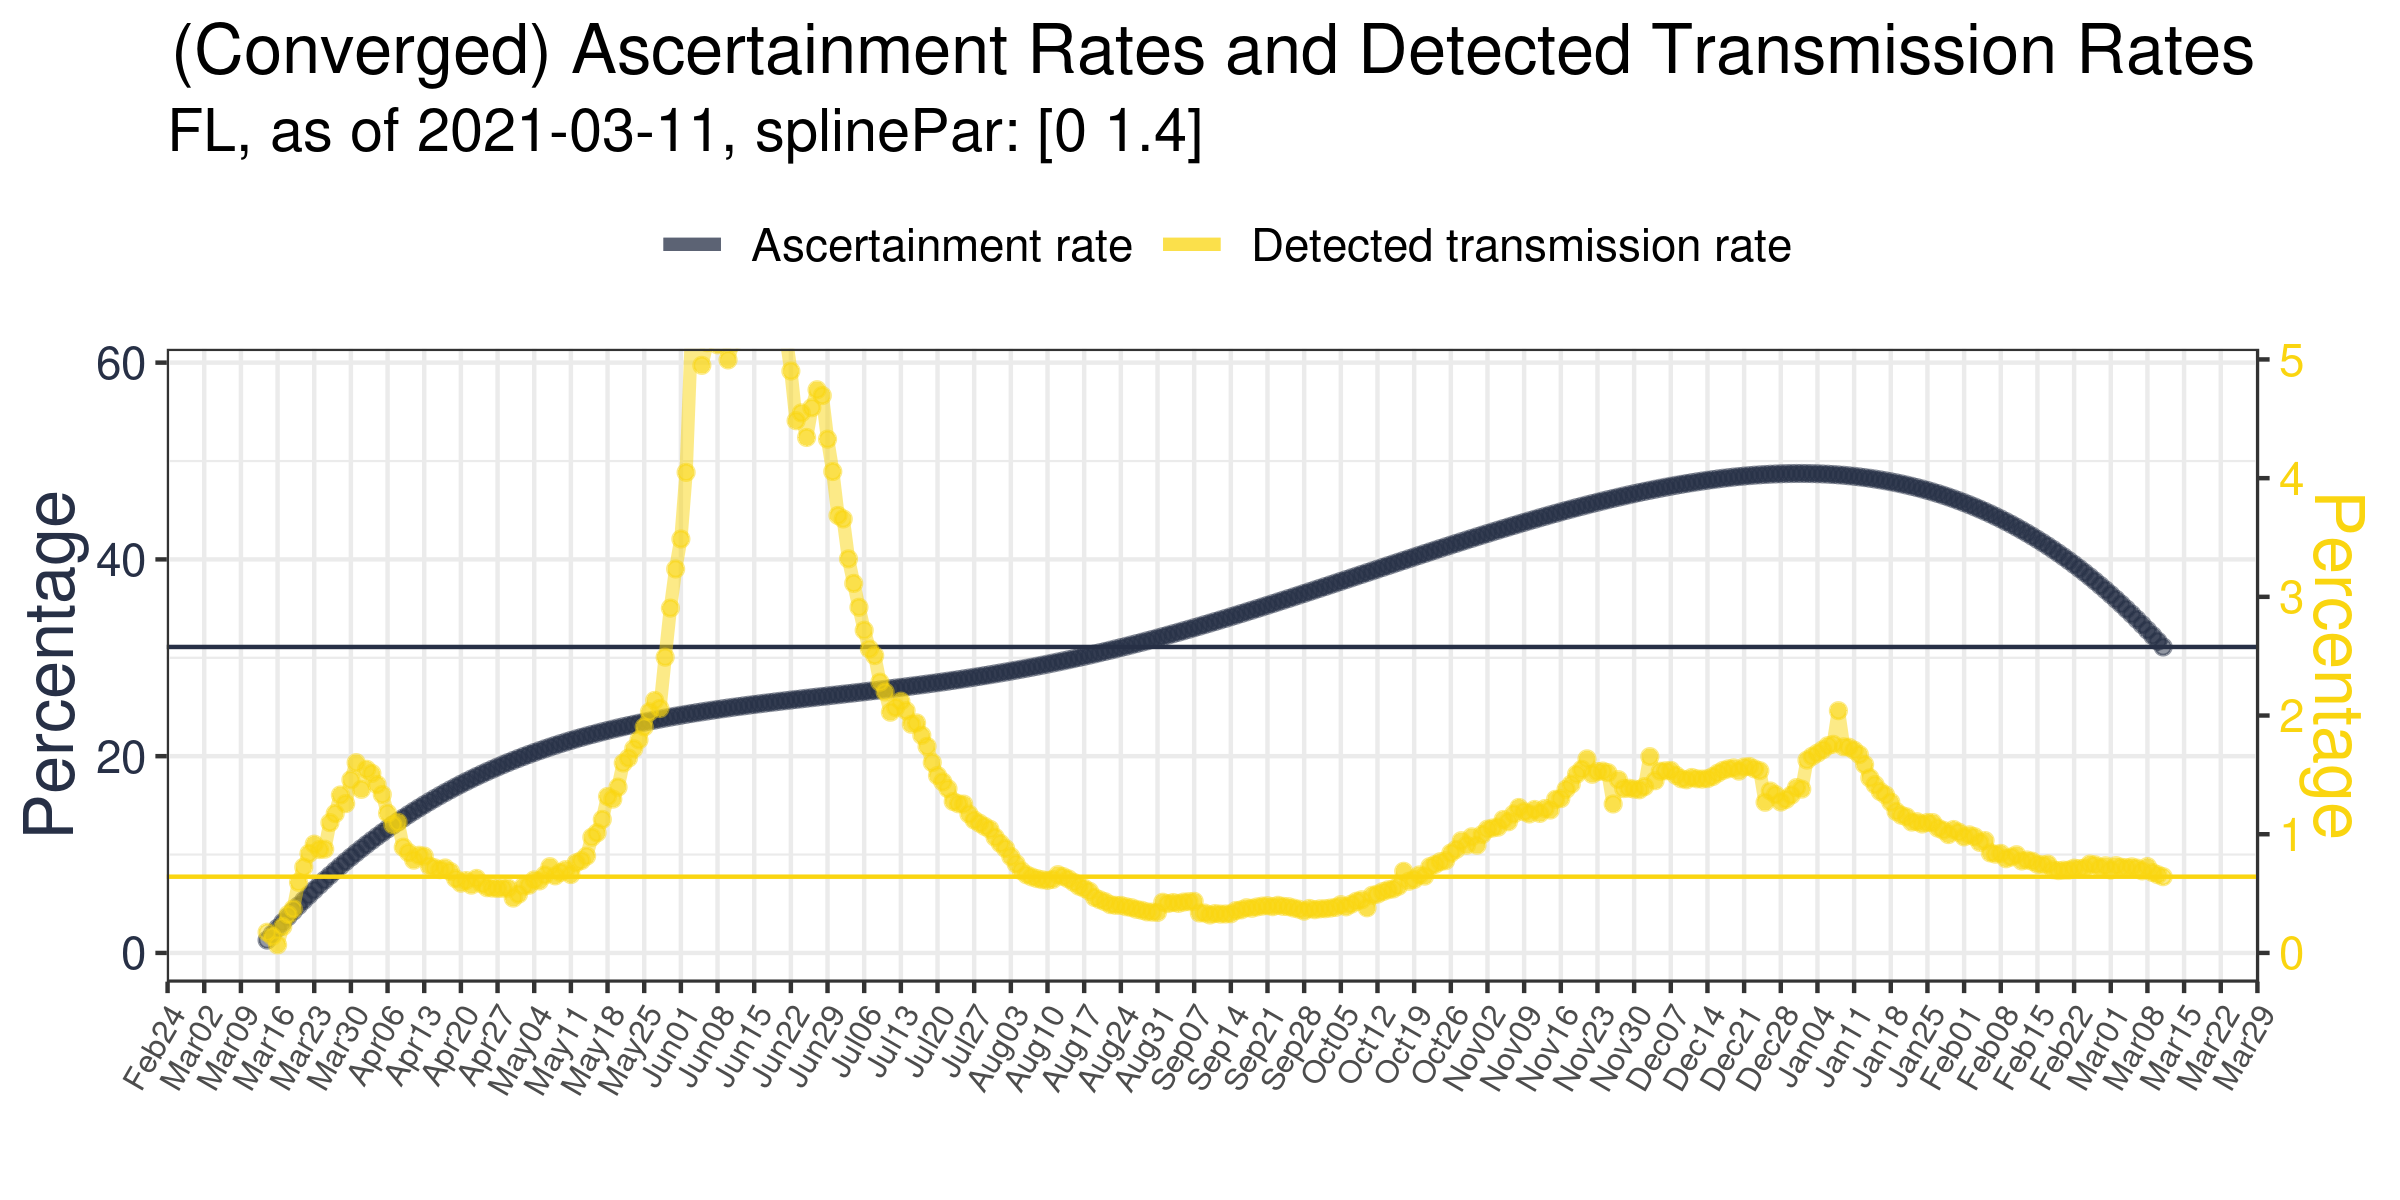 (Converged) Ascertainment Rates and Detected Transmission Rates
FL, as of 2021-03-11, splinePar: [0 1.4]
Ascertainment rate
Detected transmission rate
Percentage
60
40
20
0
5
4
3
2
1
0
Percentage
Feb24
Mar02
Mar09
Mar16
Mar23
Mar30
Apr06
Apr13
Apr20
Apr27
May04
May11
May18
May25
Jun01
Jun08
Jun15
Jun22
Jun29
Jul06
Jul13
Jul20
Jul27
Aug03
Aug10
Aug17
Aug24
Aug31
Sep07
Sep14
Sep21
Sep28
Oct05
Oct12
Oct19
Oct26
Nov02
Nov09
Nov16
Nov23
Nov30
Dec07
Dec14
Dec21
Dec28
Jan04
Jan11
Jan18
Jan25
Feb01
Feb08
Feb15
Feb22
Mar01
Mar08
Mar15
Mar22
Mar29